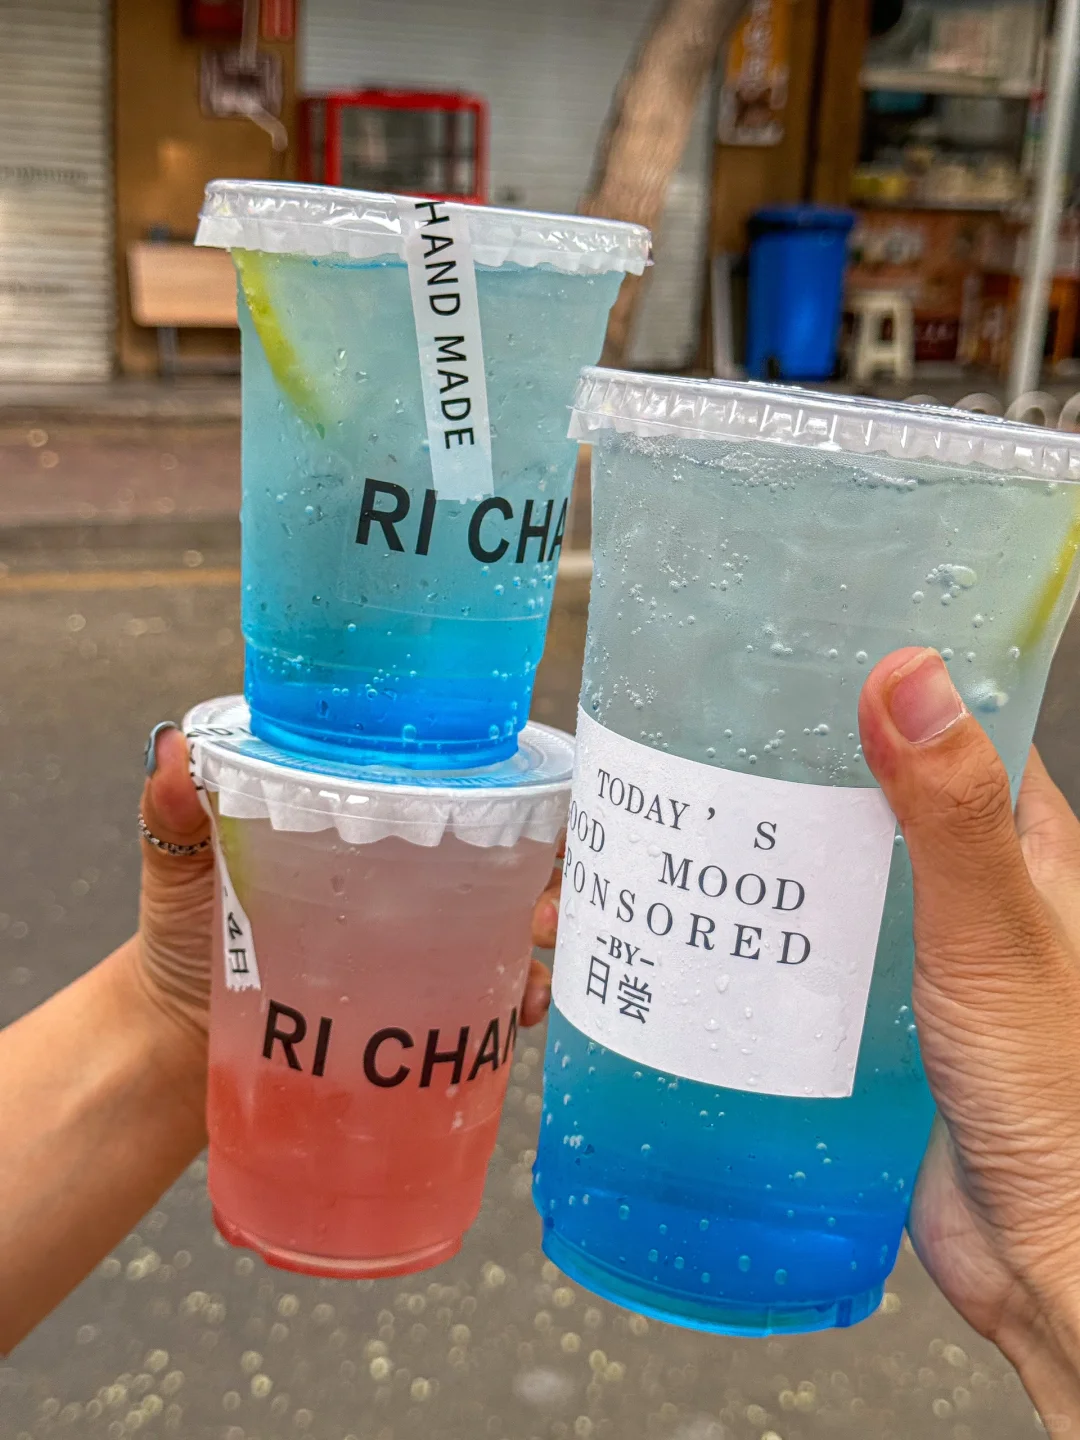 HAND MADE
RI CHA
RI CHAN
TODAY’S
OOD MOOD
PONSORED
-BY-
日尝